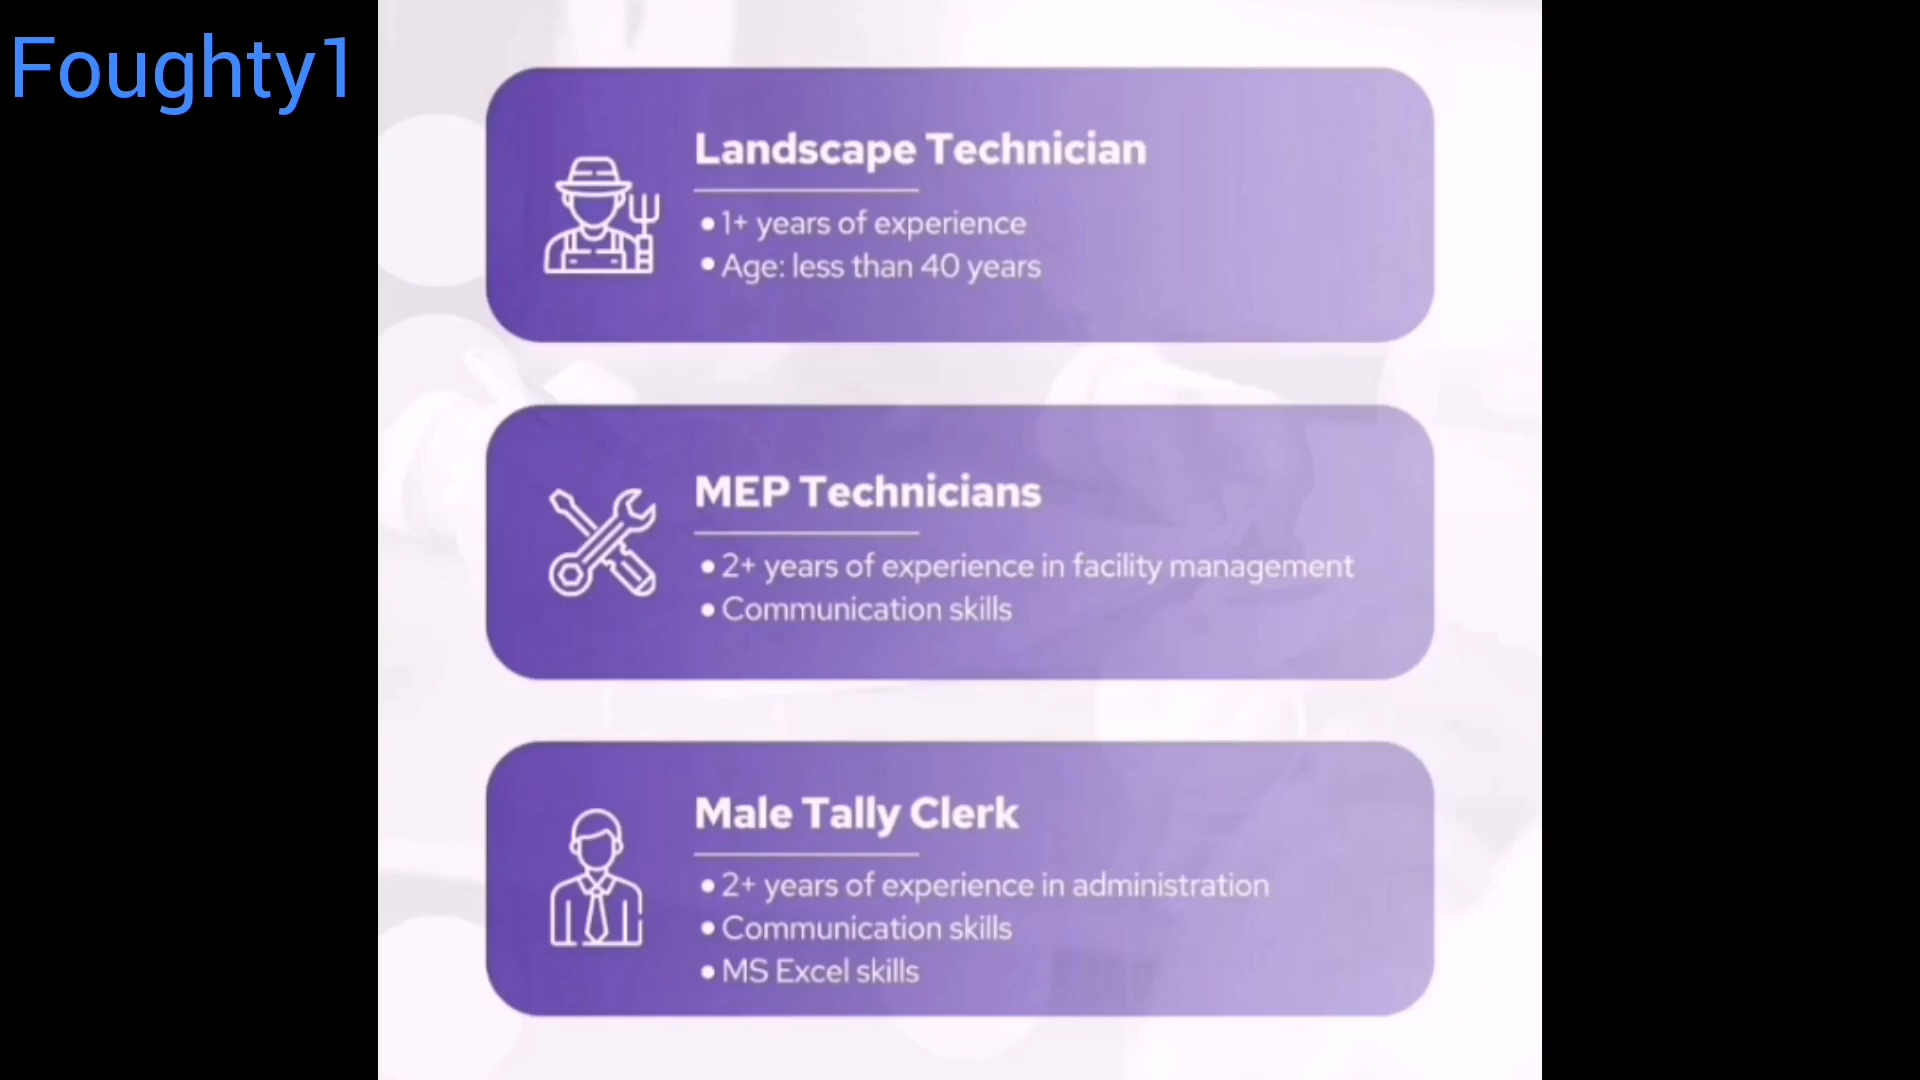 Foughty1
Landscape Technician
• 1+ years of experience
• Age: less than 40 years
MEP Technicians
• 2+ years of experience in facility management
• Communication skills
Male Tally Clerk
• 2+ years of experience in administration
• Communication skills
• MS Excel skills